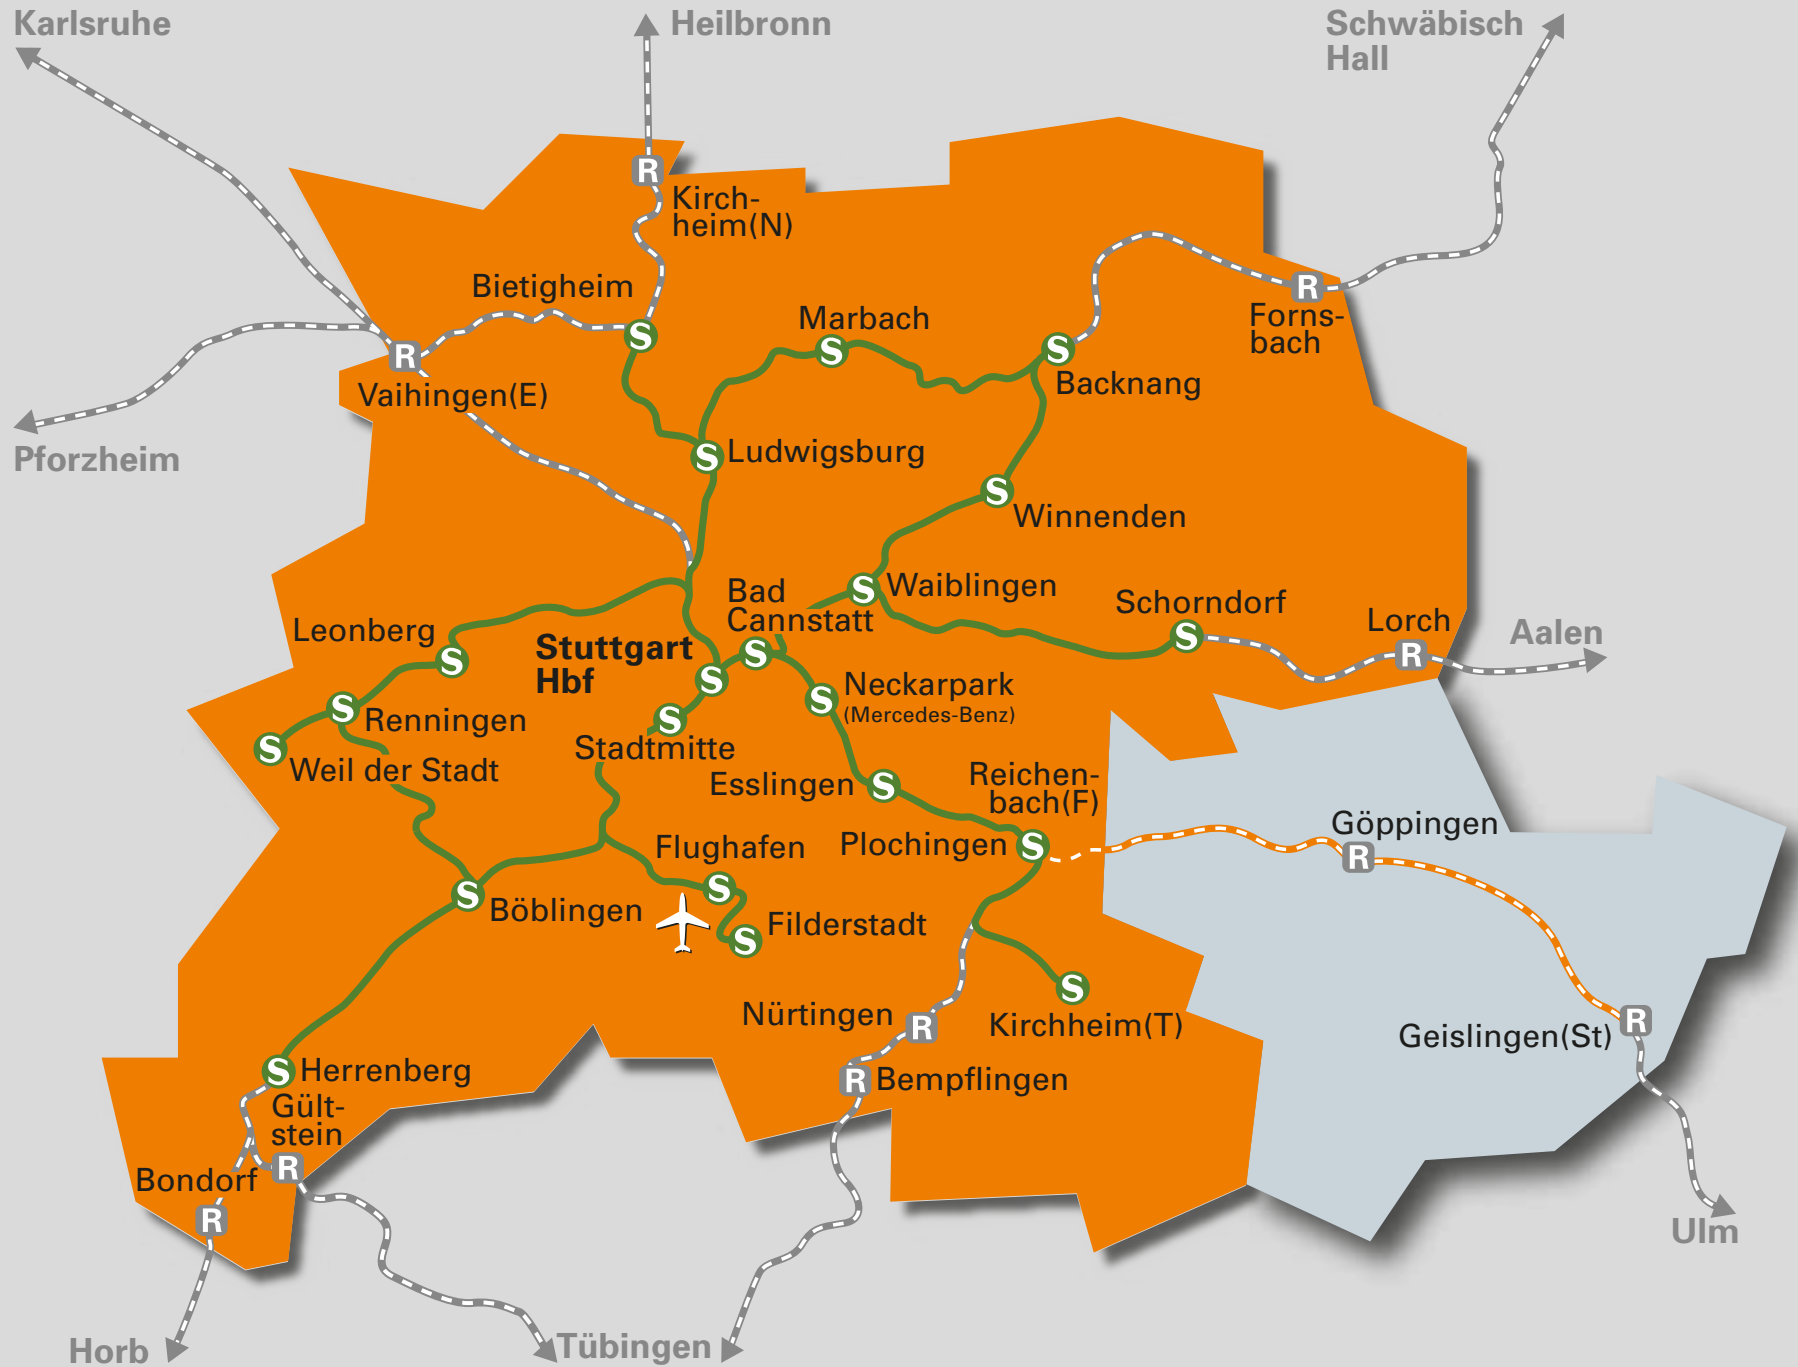 Karlsruhe
Heilbronn
Schwäbisch
Hall
R
Kirch-
heim(N)
Bietigheim
S
Marbach
S
R
Forns-
bach
R
Vaihingen(E)
S
Backnang
Pforzheim
S
Ludwigsburg
S
Winnenden
Bad
Cannstatt
S
Waiblingen
Schorndorf
S
Lorch
R
Aalen
Leonberg
S
Stuttgart
Hbf
S
S
Neckarpark
(Mercedes-Benz)
S
S
Renningen
S
Weil der Stadt
S
Stadtmitte
Esslingen
S
Reichen-
bach(F)
Plochingen
S
Göppingen
R
Flughafen
S
S
Böblingen
Filderstadt
S
Nürtingen
R
Kirchheim(T)
S
Geislingen(St)
R
S
Herrenberg
R
Bempflingen
Gült-
stein
R
Bondorf
R
Ulm
Horb
Tübingen